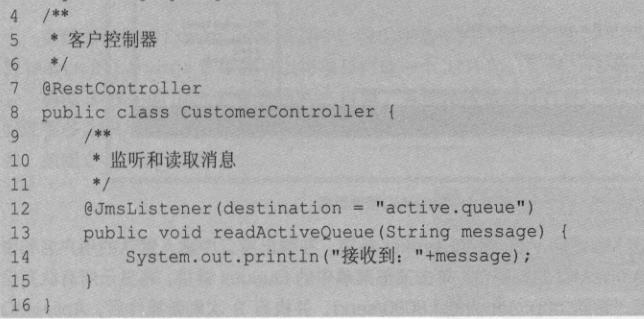 4 /**
5  * 客户控制器
6  */
7 @RestController
8 public class CustomerController {
9     /**
10      * 监听和读取消息
11      */
12     @JmsListener(destination = "active.queue")
13     public void readActiveQueue(String message) {
14         System.out.println("接收到："+message);
15     }
16 }